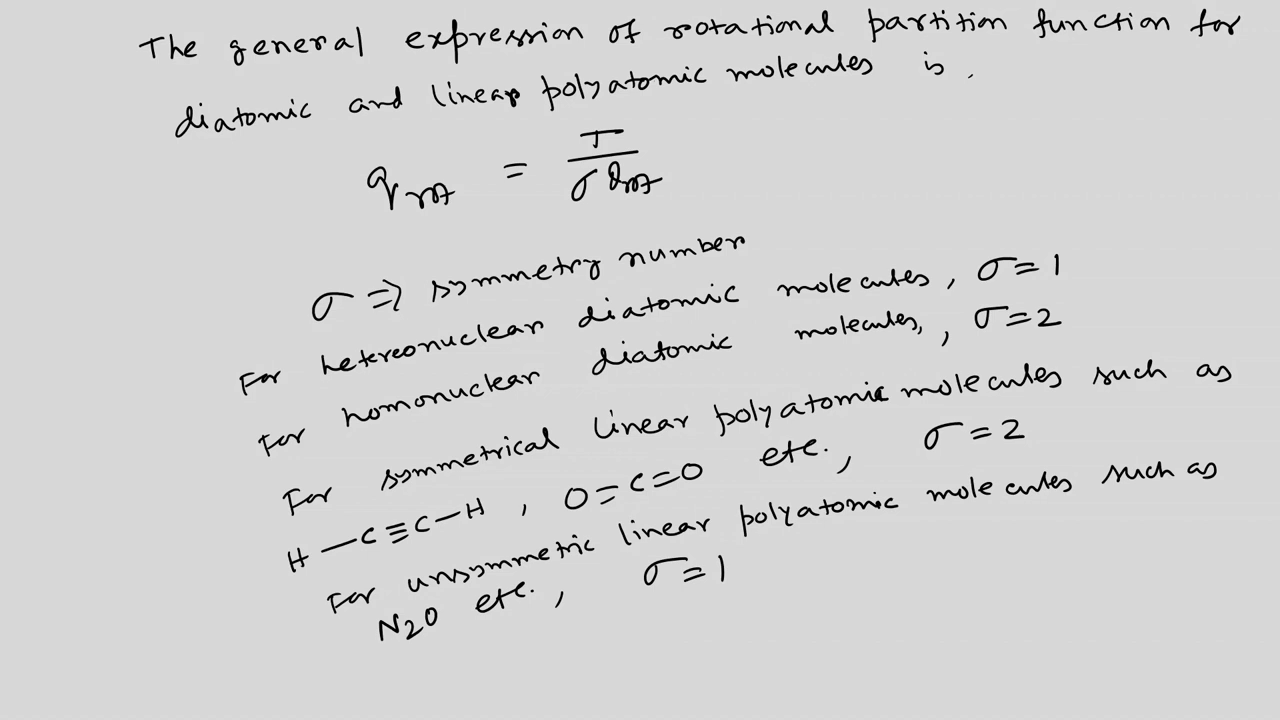 The general expression of rotational partition function for
diatomic and linear polyatomic molecules is,
q_rot = T / σ θ_rot
σ ⇒ symmetry number
For hetereonuclear diatomic molecules, σ = 1
For homonuclear diatomic molecules, σ = 2
For symmetrical linear polyatomic molecules such as
H—C≡C—H , O=C=O etc., σ = 2
For unsymmetric linear polyatomic molecules such as
N2O etc., σ = 1